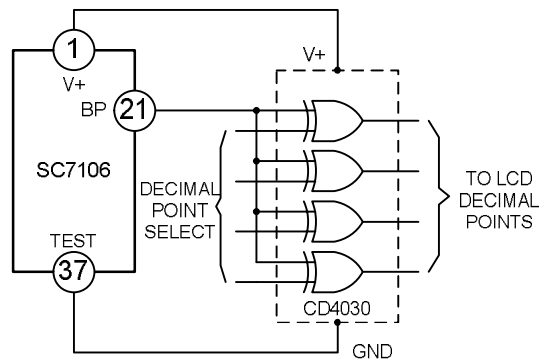 1
V+
V+
BP
21
SC7106
DECIMAL
POINT
SELECT
TO LCD
DECIMAL
POINTS
TEST
37
CD4030
GND